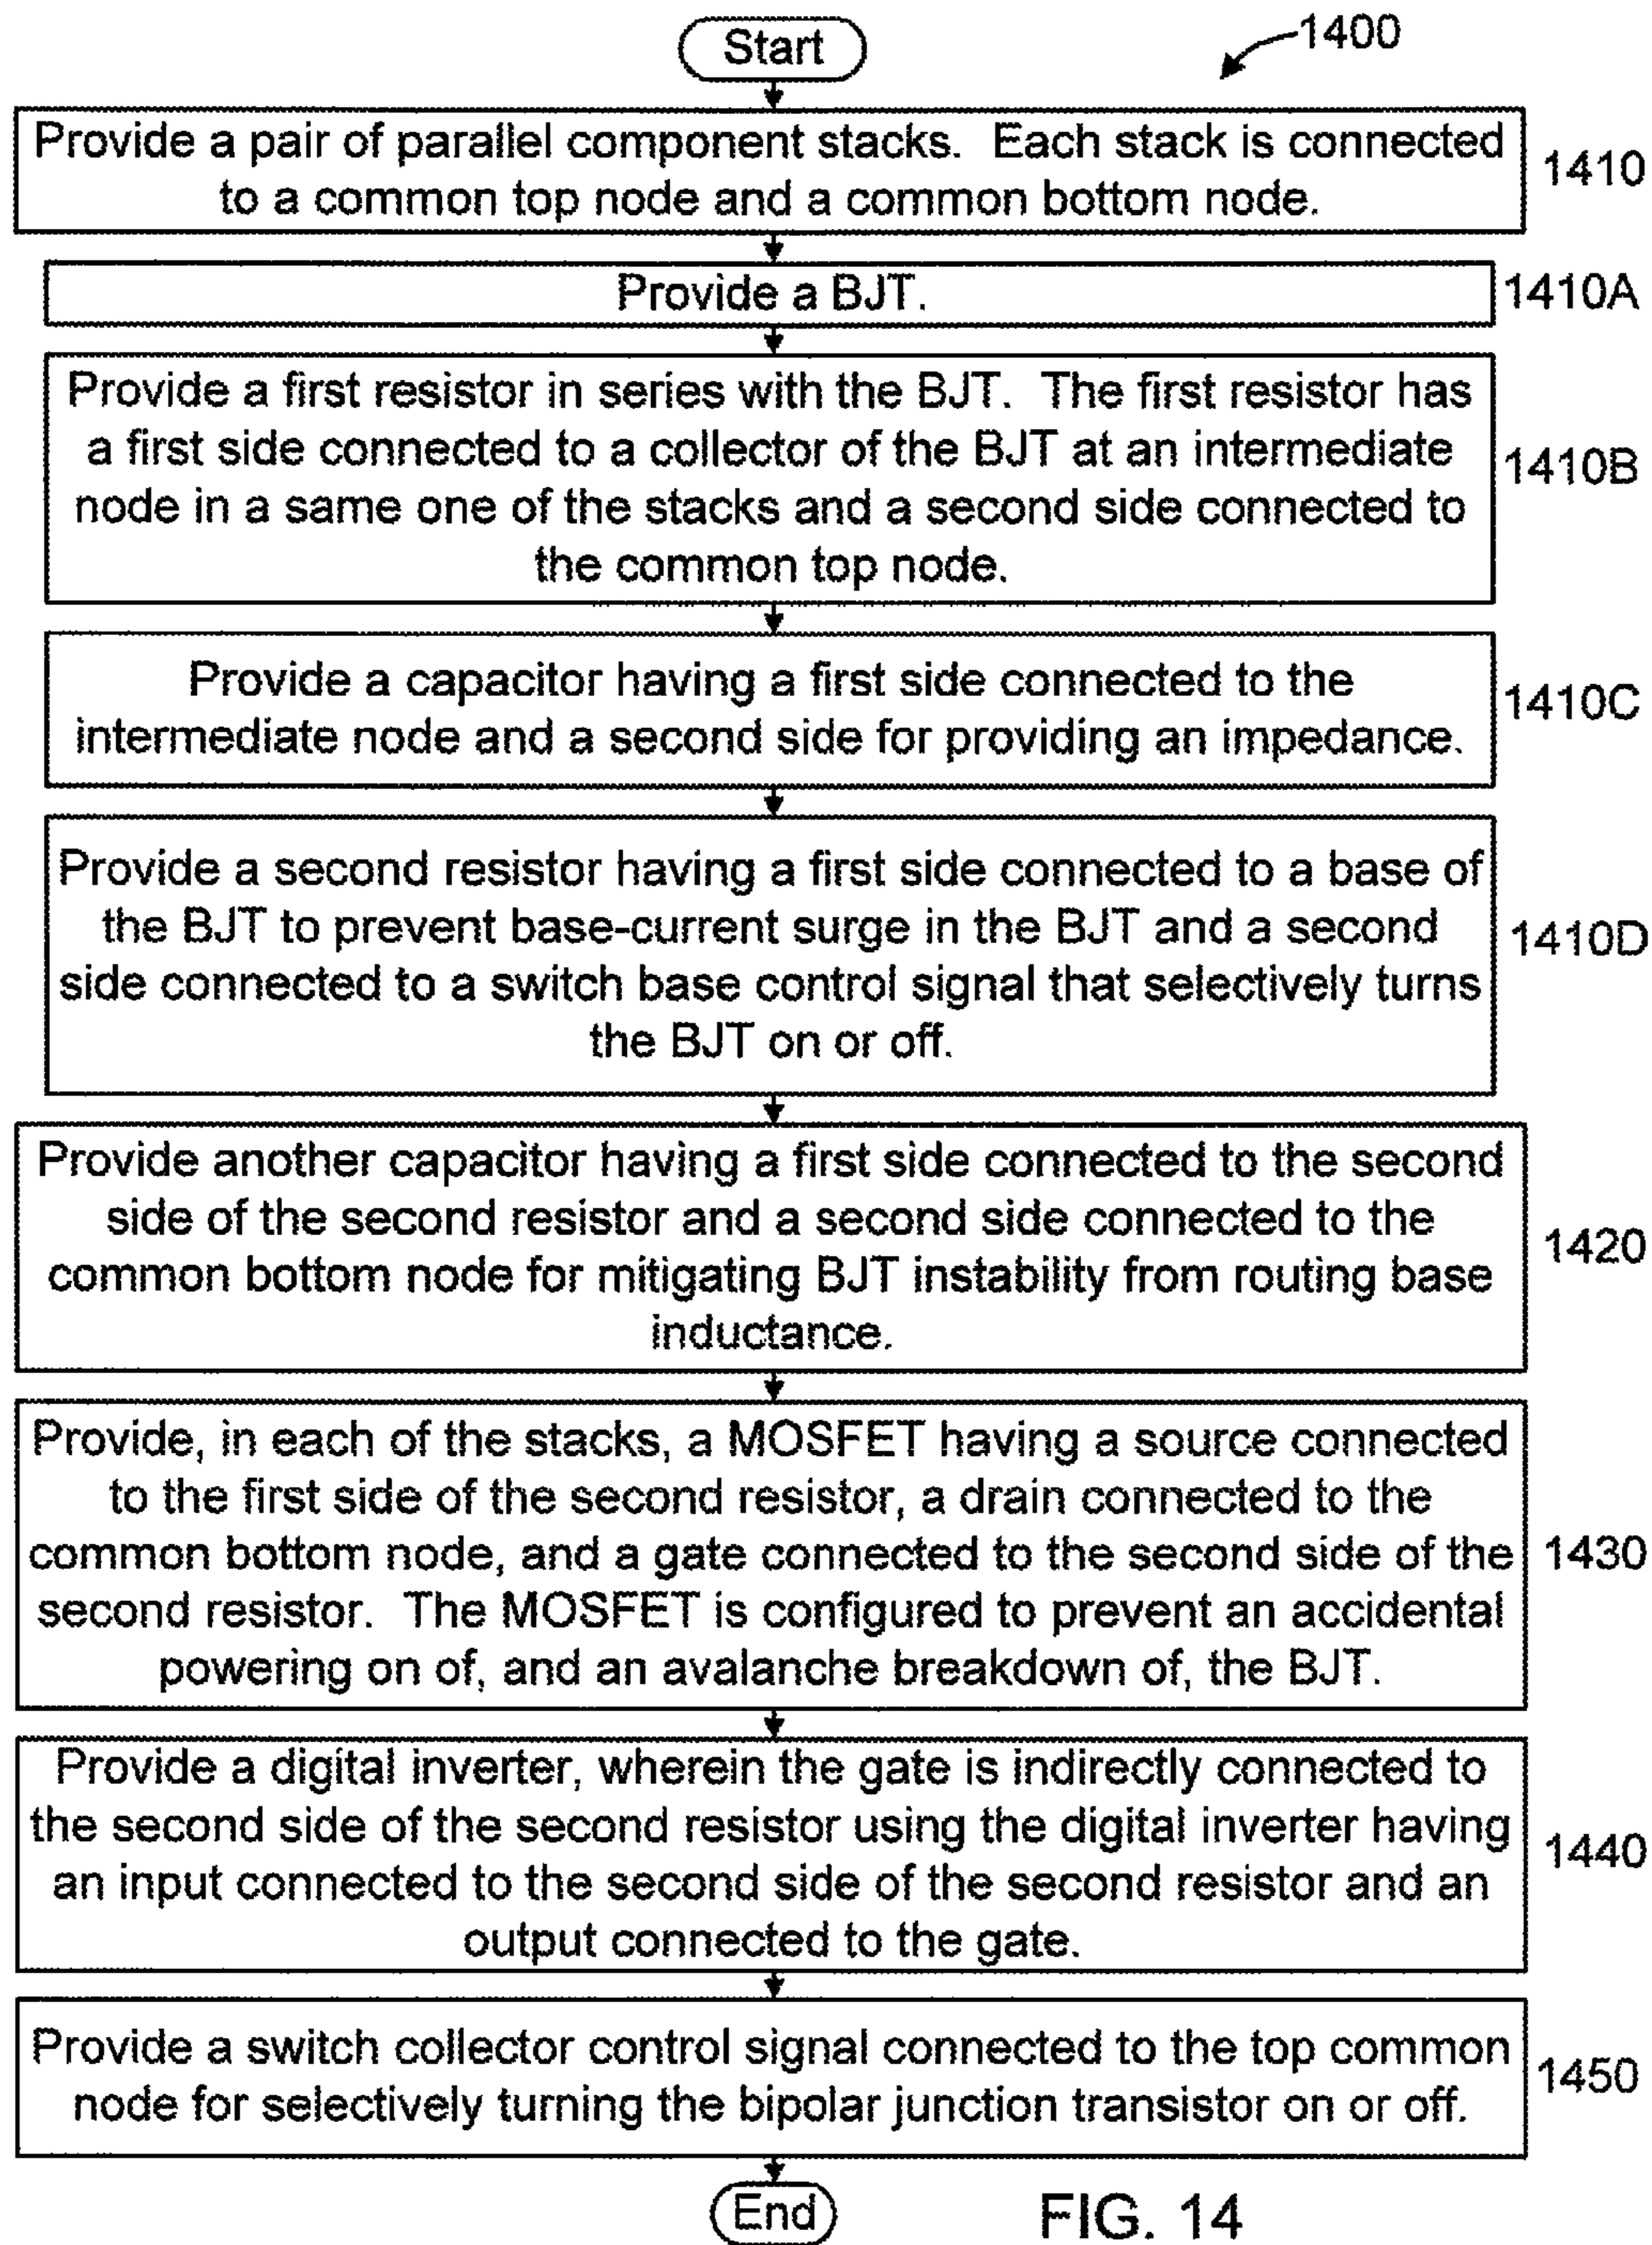 Start
1400
Provide a pair of parallel component stacks. Each stack is connected
to a common top node and a common bottom node.
1410
Provide a BJT.
1410A
Provide a first resistor in series with the BJT. The first resistor has
a first side connected to a collector of the BJT at an intermediate
node in a same one of the stacks and a second side connected to
the common top node.
1410B
Provide a capacitor having a first side connected to the
intermediate node and a second side for providing an impedance.
1410C
Provide a second resistor having a first side connected to a base of
the BJT to prevent base-current surge in the BJT and a second
side connected to a switch base control signal that selectively turns
the BJT on or off.
1410D
Provide another capacitor having a first side connected to the second
side of the second resistor and a second side connected to the
common bottom node for mitigating BJT instability from routing base
inductance.
1420
Provide, in each of the stacks, a MOSFET having a source connected
to the first side of the second resistor, a drain connected to the
common bottom node, and a gate connected to the second side of the
second resistor. The MOSFET is configured to prevent an accidental
powering on of, and an avalanche breakdown of, the BJT.
1430
Provide a digital inverter, wherein the gate is indirectly connected to
the second side of the second resistor using the digital inverter having
an input connected to the second side of the second resistor and an
output connected to the gate.
1440
Provide a switch collector control signal connected to the top common
node for selectively turning the bipolar junction transistor on or off.
1450
End
FIG. 14